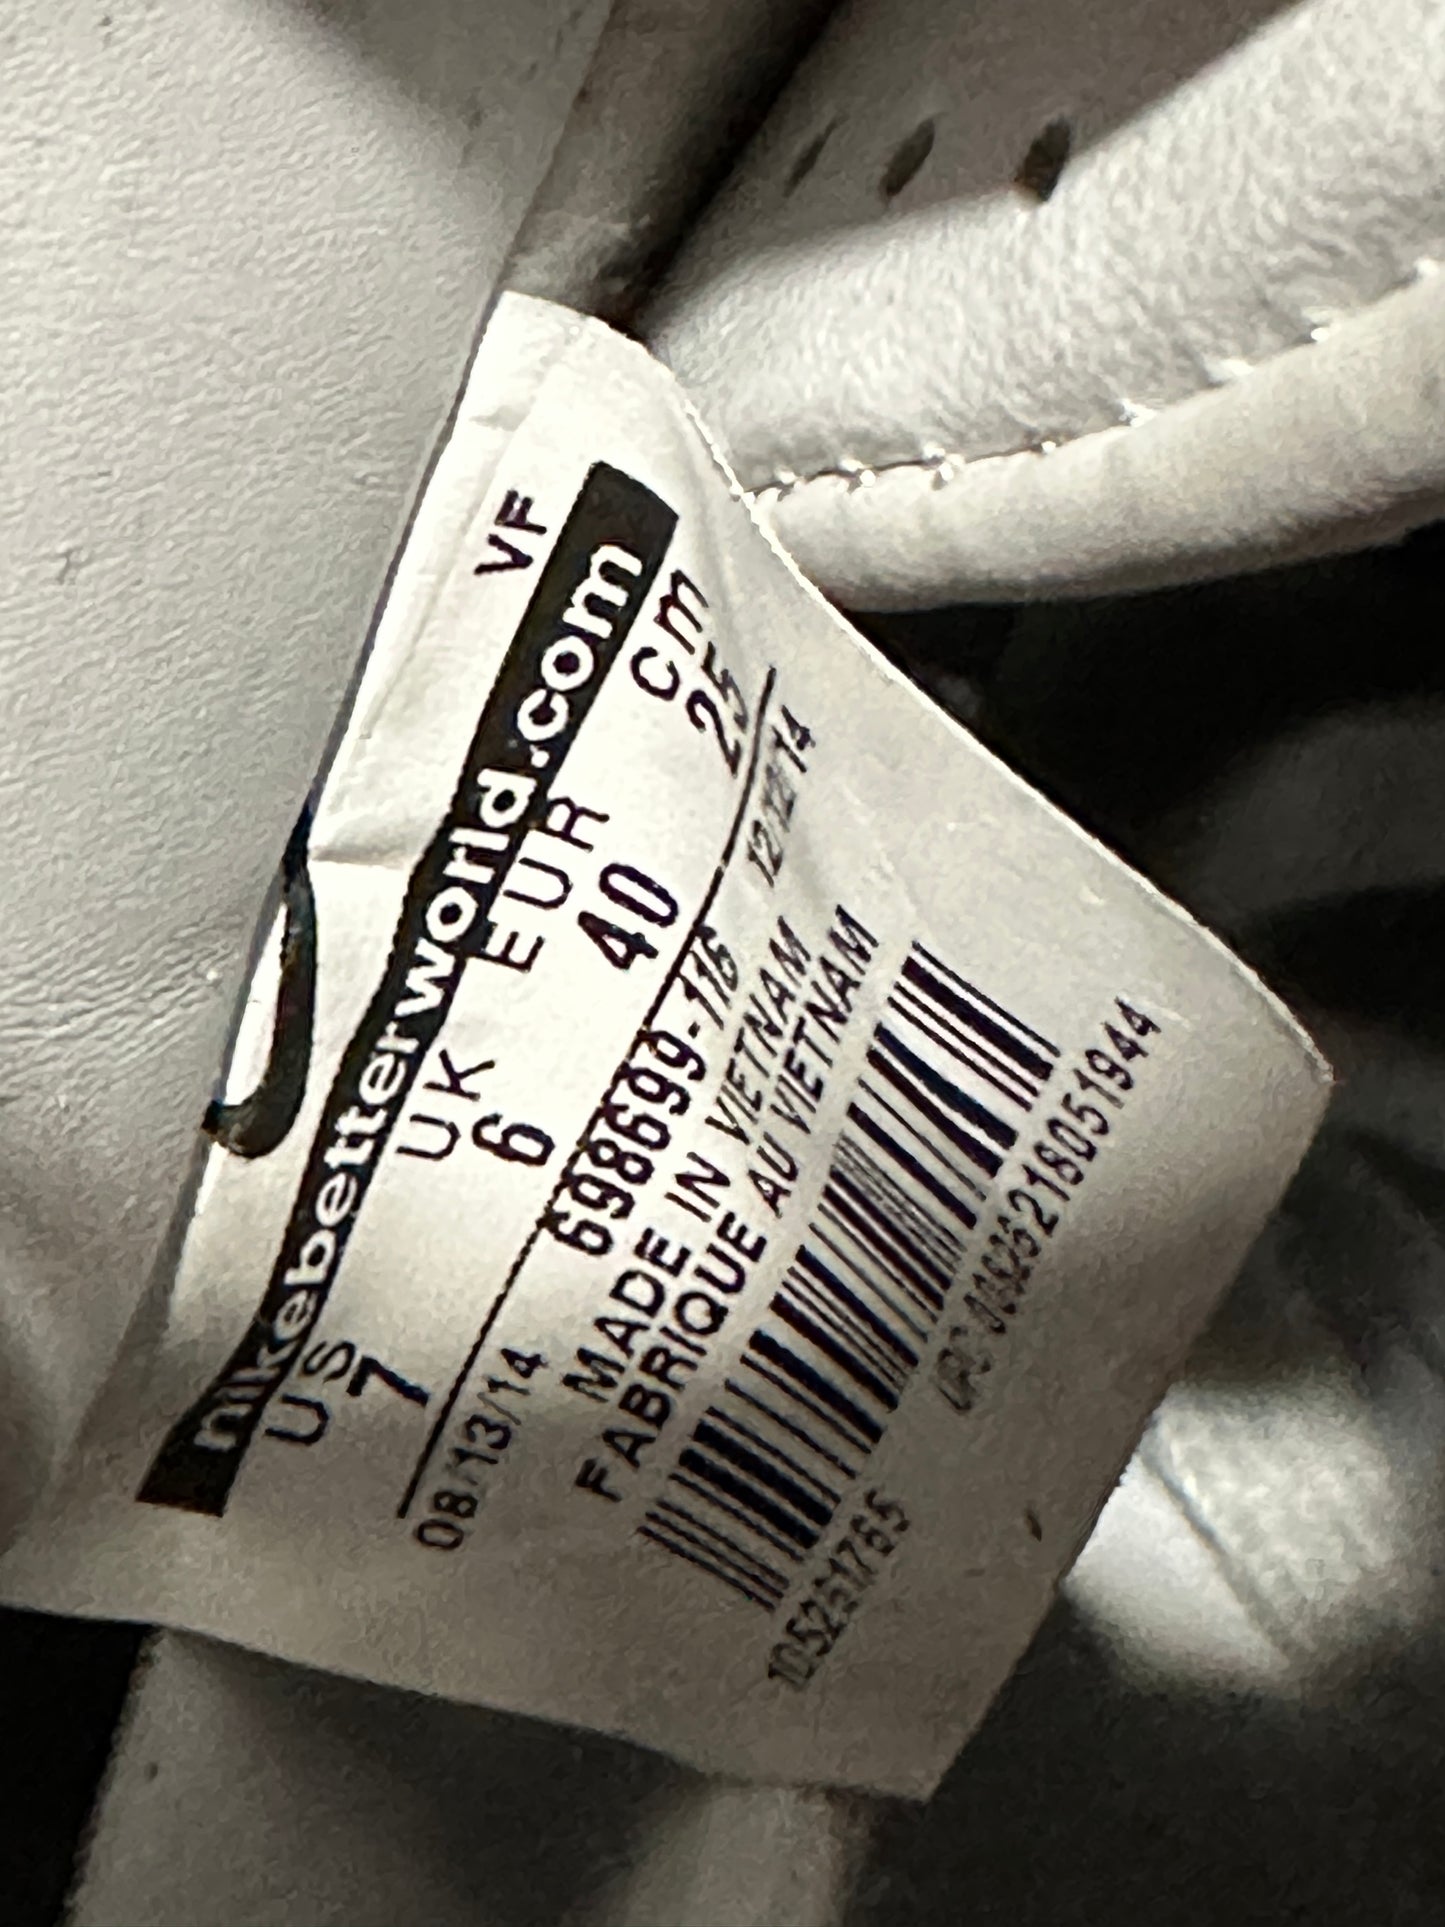 VF
nikebetterworld.com
US UK EUR cm
7 6 40 25
08/13/14 698699-116 12/12/14
MADE IN VIETNAM
FABRIQUE AU VIETNAM